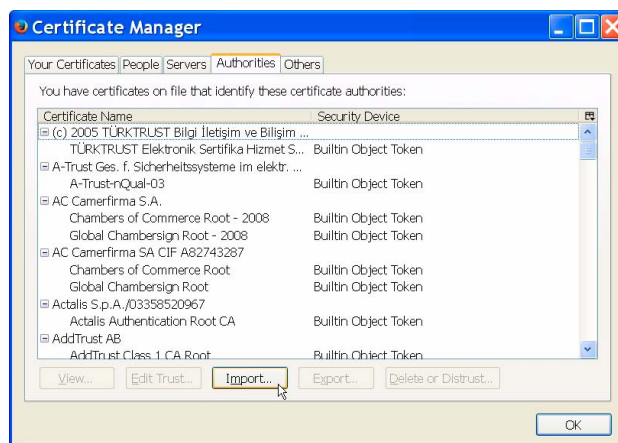 Certificate Manager
Your Certificates People Servers Authorities Others
You have certificates on file that identify these certificate authorities:
Certificate Name Security Device
(c) 2005 TÜRKTRUST Bilgi İletişim ve Bilişim ...
TÜRKTRUST Elektronik Sertifika Hizmet S... Builtin Object Token
A-Trust Ges. f. Sicherheitssysteme im elektr. ...
A-Trust-nQual-03 Builtin Object Token
AC Camerfirma S.A.
Chambers of Commerce Root - 2008 Builtin Object Token
Global Chambersign Root - 2008 Builtin Object Token
AC Camerfirma SA CIF A82743287
Chambers of Commerce Root Builtin Object Token
Global Chambersign Root Builtin Object Token
Actalis S.p.A./03358520967
Actalis Authentication Root CA Builtin Object Token
AddTrust AB
AddTrust Class 1 CA Root Builtin Object Token
View... Edit Trust... Import... Export... Delete or Distrust...
OK